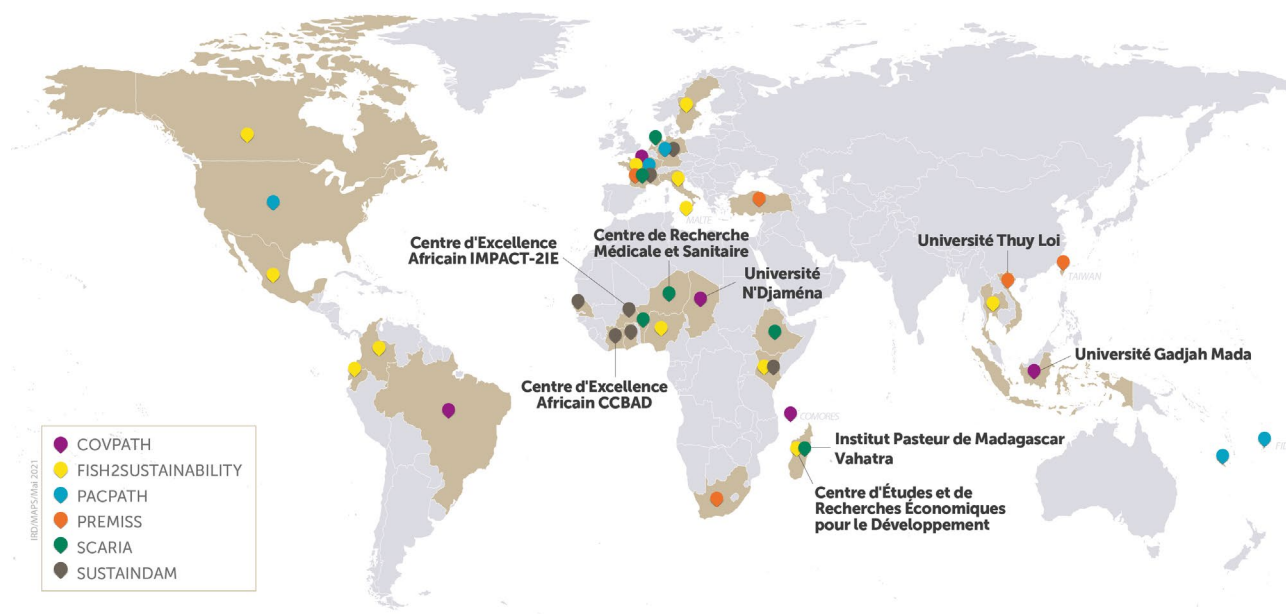 MALTE
Centre d'Excellence
Africain IMPACT-2IE
Centre de Recherche
Médicale et Sanitaire
Université
N'Djaména
Université Thuy Loi
TAIWAN
Centre d'Excellence
Africain CCBAD
Université Gadjah Mada
COMORES
Institut Pasteur de Madagascar
Vahatra
Centre d'Études et de
Recherches Économiques
pour le Développement
COVPATH
FISH2SUSTAINABILITY
PACPATH
PREMISS
SCARIA
SUSTAINDAM
IRD/MAPS/Mai 2021